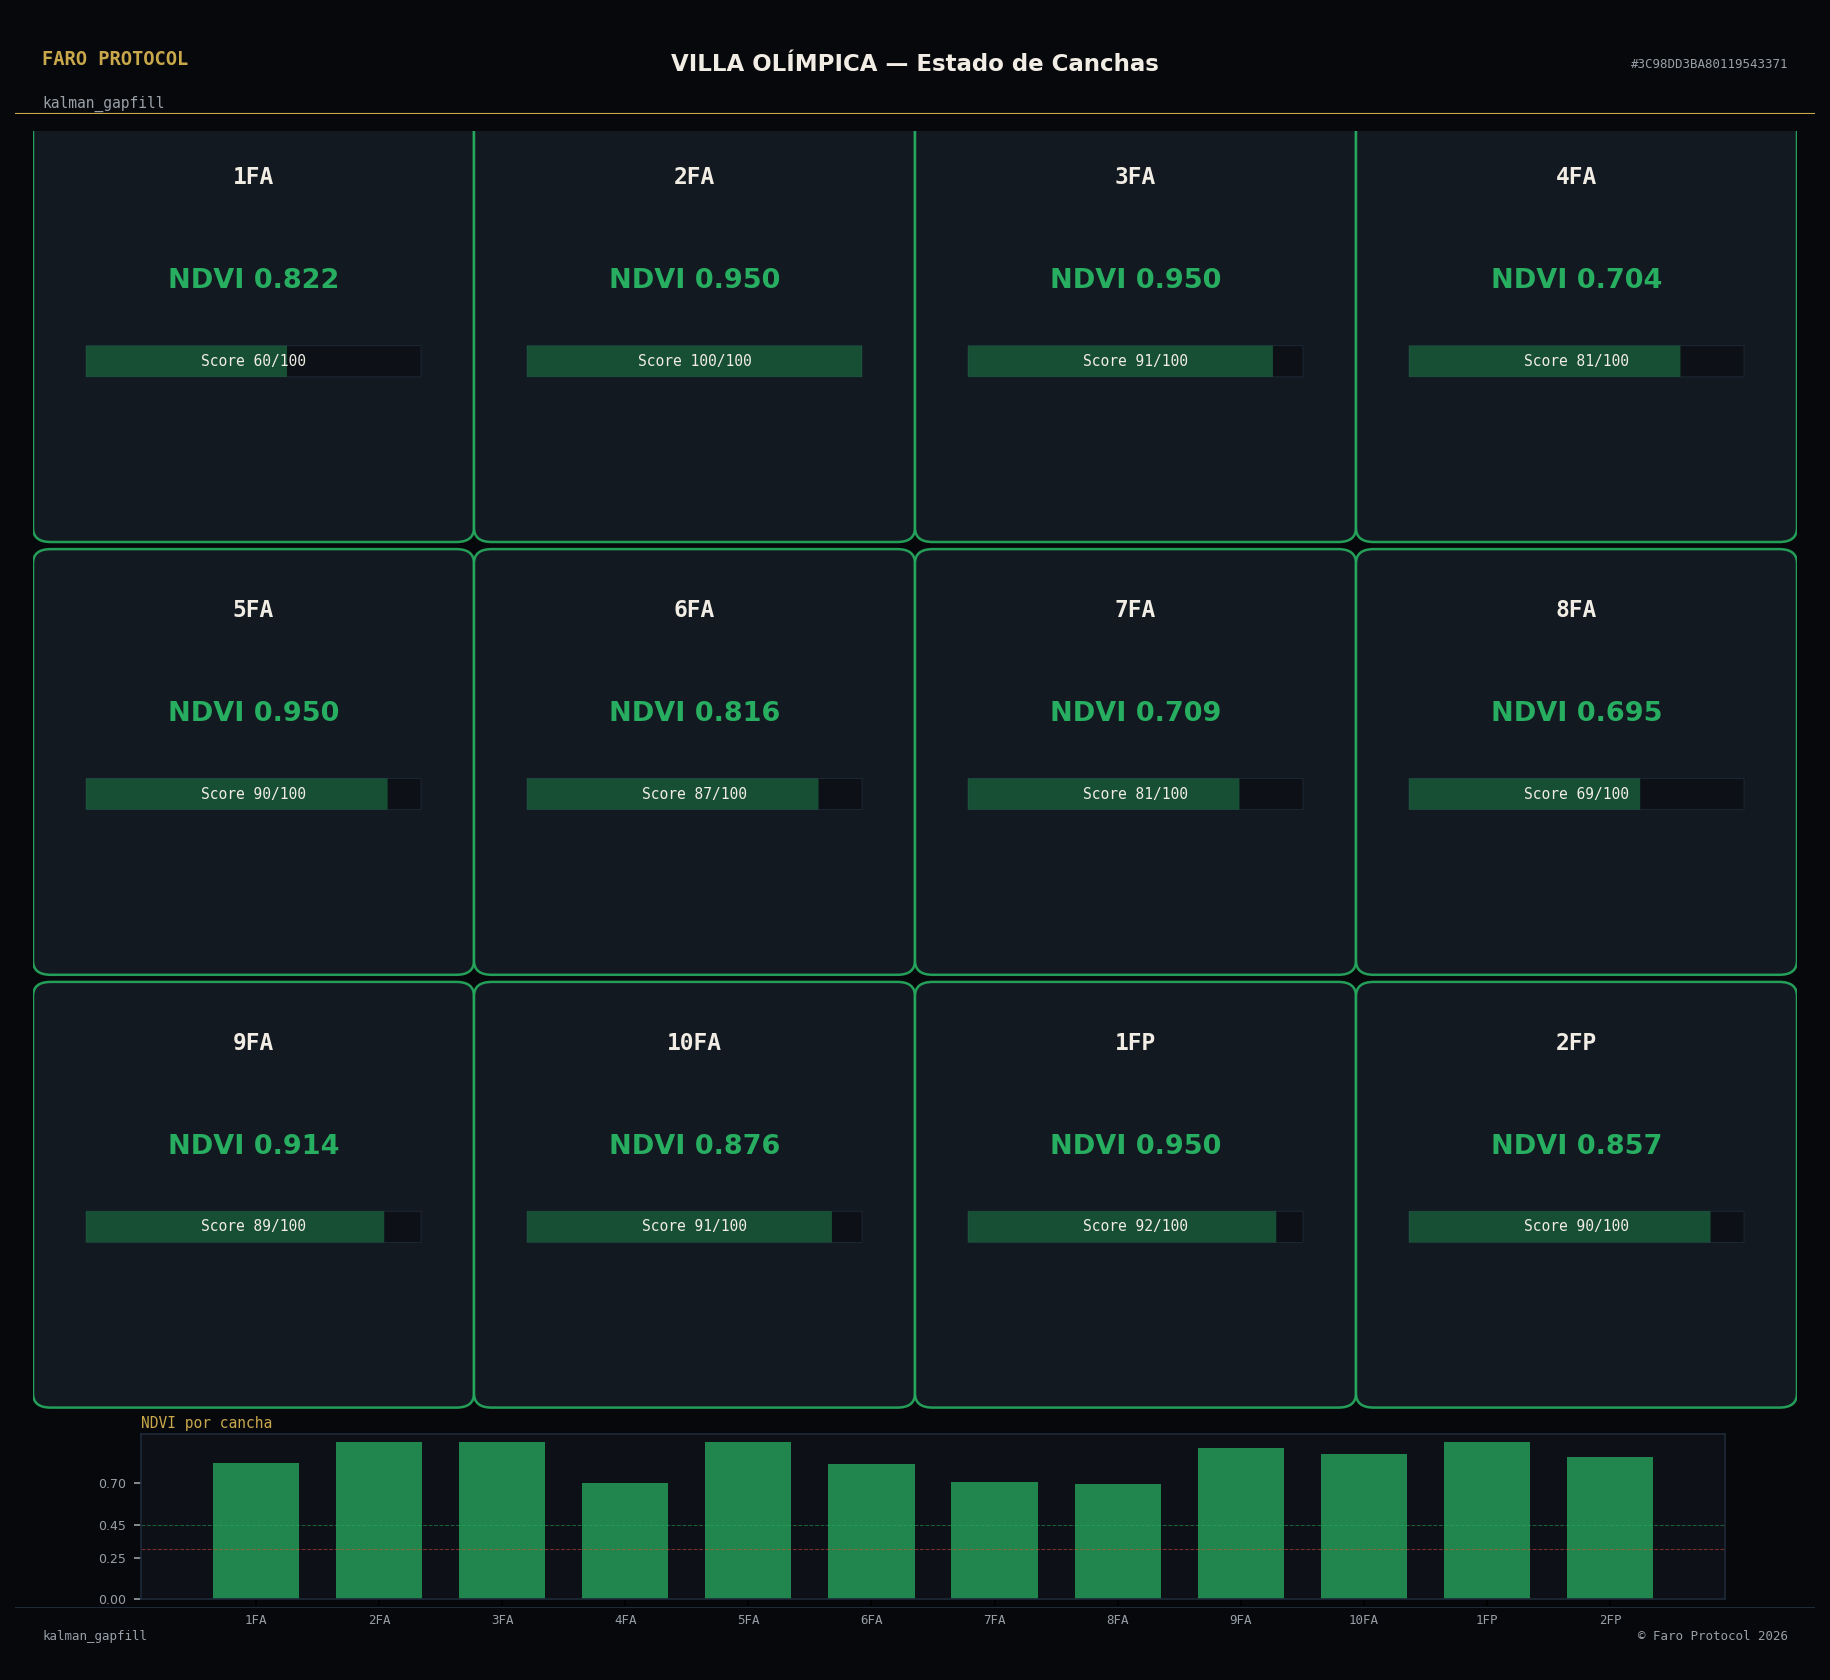 FARO PROTOCOL
VILLA OLÍMPICA — Estado de Canchas
#3C98DD3BA80119543371
kalman_gapfill
1FA
2FA
3FA
4FA
NDVI 0.822
NDVI 0.950
NDVI 0.950
NDVI 0.704
Score 60/100
Score 100/100
Score 91/100
Score 81/100
5FA
6FA
7FA
8FA
NDVI 0.950
NDVI 0.816
NDVI 0.709
NDVI 0.695
Score 90/100
Score 87/100
Score 81/100
Score 69/100
9FA
10FA
1FP
2FP
NDVI 0.914
NDVI 0.876
NDVI 0.950
NDVI 0.857
Score 89/100
Score 91/100
Score 92/100
Score 90/100
NDVI por cancha
0.70
0.45
0.25
0.00
1FA 2FA 3FA 4FA 5FA 6FA 7FA 8FA 9FA 10FA 1FP 2FP
kalman_gapfill
© Faro Protocol 2026